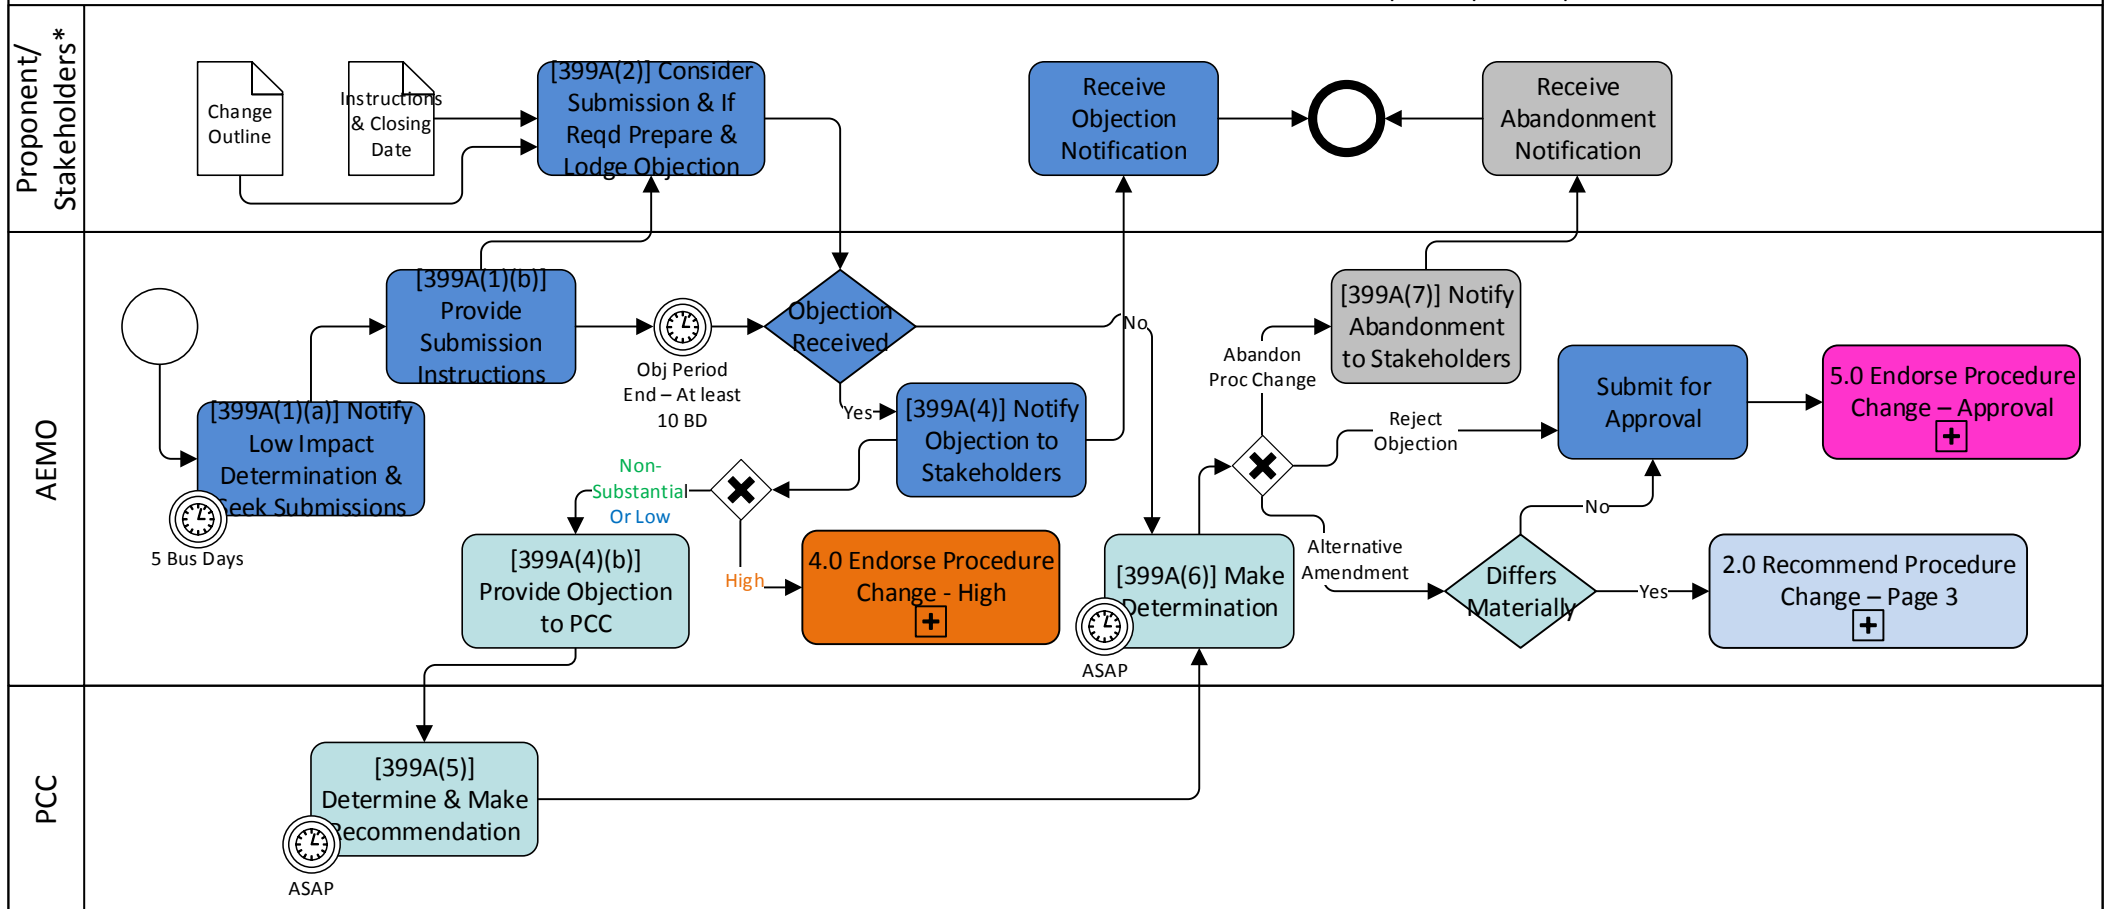 Proponent/
Stakeholders*
Change
Outline
Instructions
& Closing
Date
[399A(2)] Consider
Submission & If
Reqd Prepare &
Lodge Objection
Receive
Objection
Notification
Receive
Abandonment
Notification
AEMO
[399A(1)(a)] Notify
Low Impact
Determination &
Seek Submissions
5 Bus Days
[399A(1)(b)]
Provide
Submission
Instructions
Obj Period
End – At least
10 BD
Objection
Received
No
Yes
[399A(4)] Notify
Objection to
Stakeholders
Non-
Substantial
Or Low
High
[399A(4)(b)]
Provide Objection
to PCC
4.0 Endorse Procedure
Change - High
[399A(6)] Make
Determination
ASAP
Abandon
Proc Change
[399A(7)] Notify
Abandonment
to Stakeholders
Reject
Objection
Alternative
Amendment
Submit for
Approval
5.0 Endorse Procedure
Change – Approval
No
Differs
Materially
Yes
2.0 Recommend Procedure
Change – Page 3
PCC
[399A(5)]
Determine & Make
Recommendation
ASAP